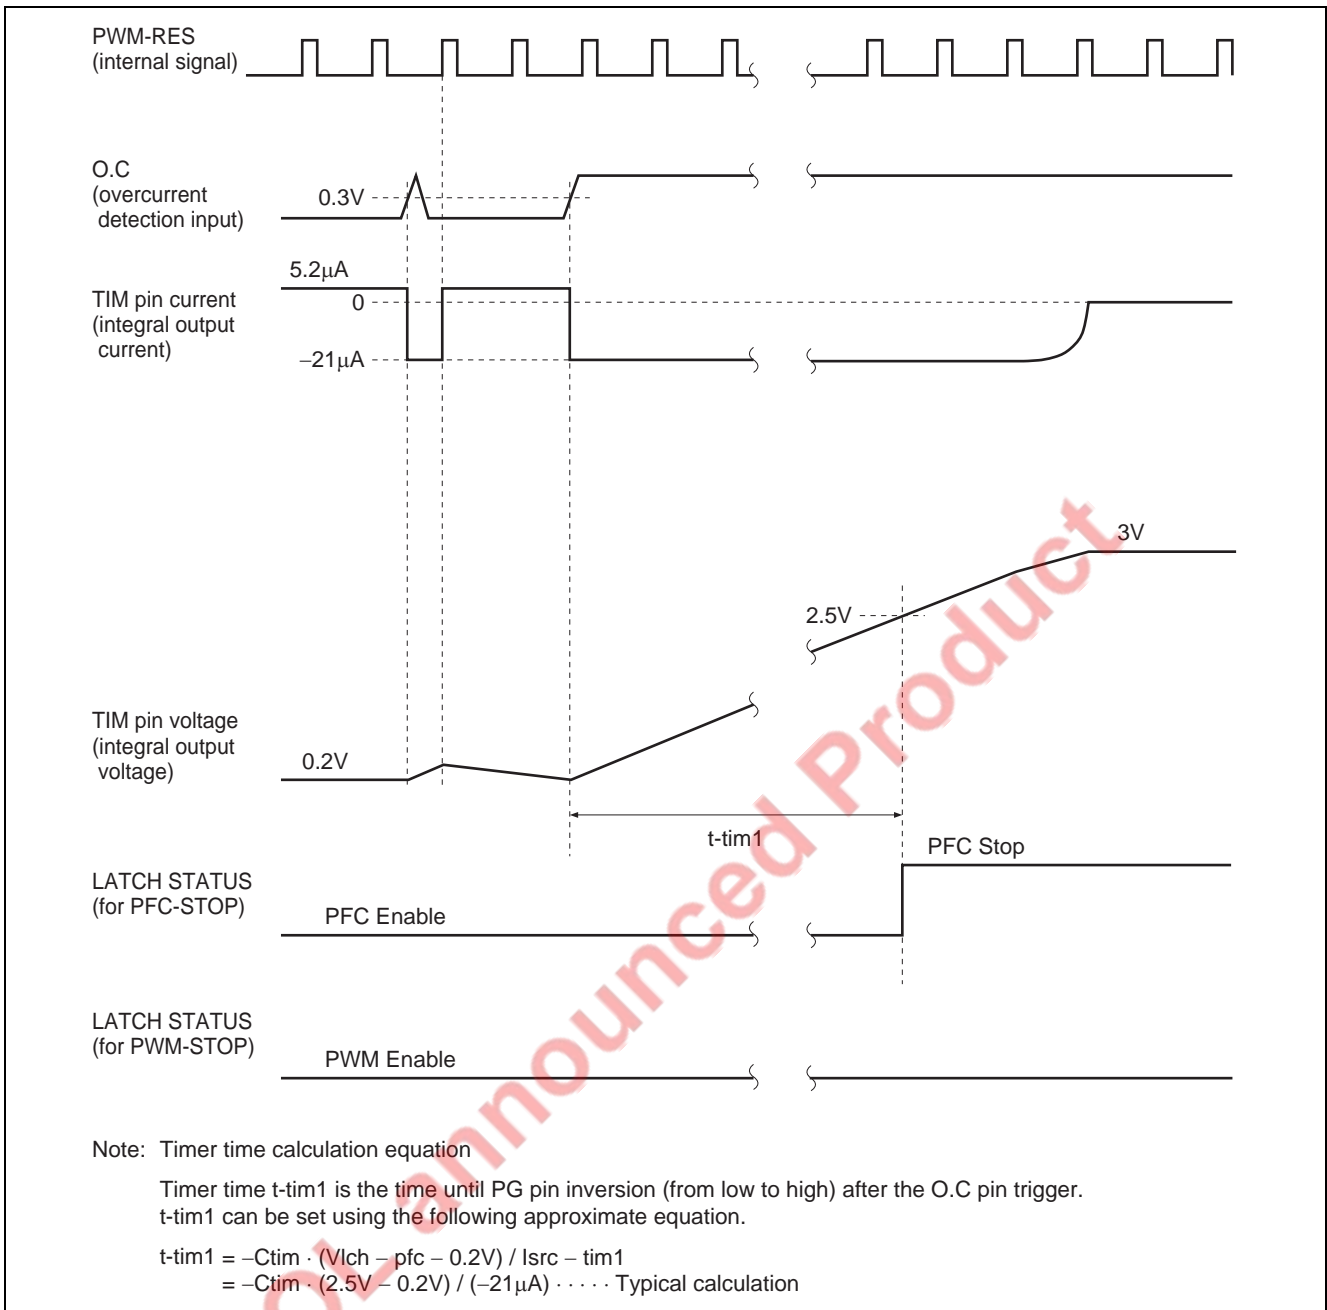 PWM-RES
(internal signal)
O.C
(overcurrent
detection input)
0.3V
5.2μA
TIM pin current
(integral output
current)
0
−21μA
3V
2.5V
TIM pin voltage
(integral output
voltage)
0.2V
t-tim1
PFC Stop
LATCH STATUS
(for PFC-STOP)
PFC Enable
LATCH STATUS
(for PWM-STOP)
PWM Enable
Note: Timer time calculation equation
Timer time t-tim1 is the time until PG pin inversion (from low to high) after the O.C pin trigger.
t-tim1 can be set using the following approximate equation.
t-tim1 = −Ctim · (Vlch − pfc − 0.2V) / Isrc − tim1
= −Ctim · (2.5V − 0.2V) / (−21μA) · · · · · Typical calculation
OL announced Product